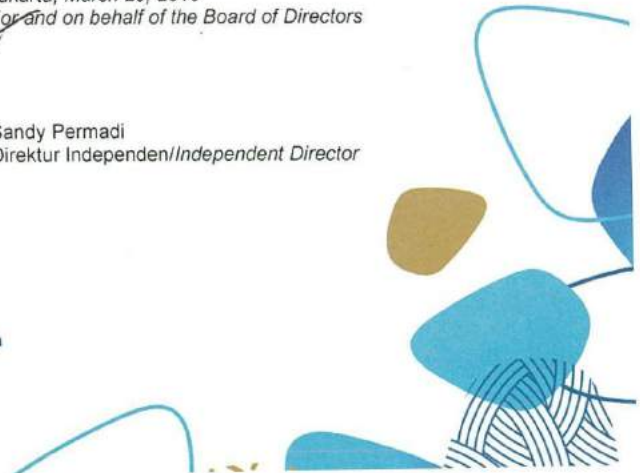 for and on behalf of the Board of Directors
Sandy Permadi
Direktur Independen/Independent Director